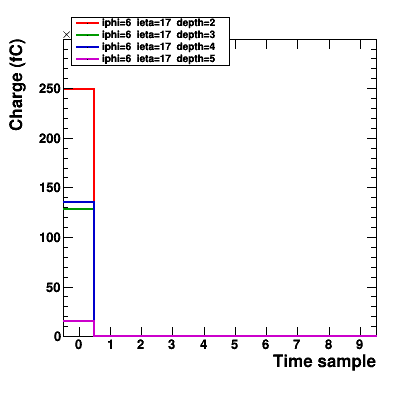 iphi=6 ieta=17 depth=2
iphi=6 ieta=17 depth=3
iphi=6 ieta=17 depth=4
iphi=6 ieta=17 depth=5
Charge (fC)
250
200
150
100
50
0
0 1 2 3 4 5 6 7 8 9
Time sample